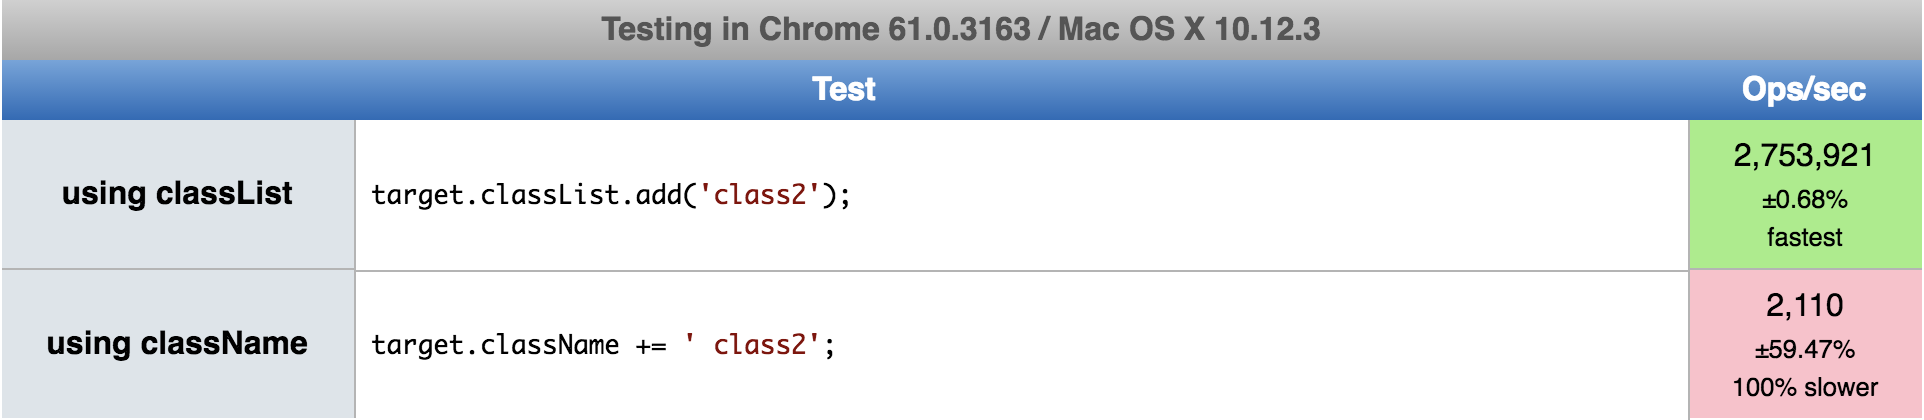 Testing in Chrome 61.0.3163 / Mac OS X 10.12.3
Test
Ops/sec
using classList
target.classList.add('class2');
2,753,921
±0.68%
fastest
using className
target.className += ' class2';
2,110
±59.47%
100% slower